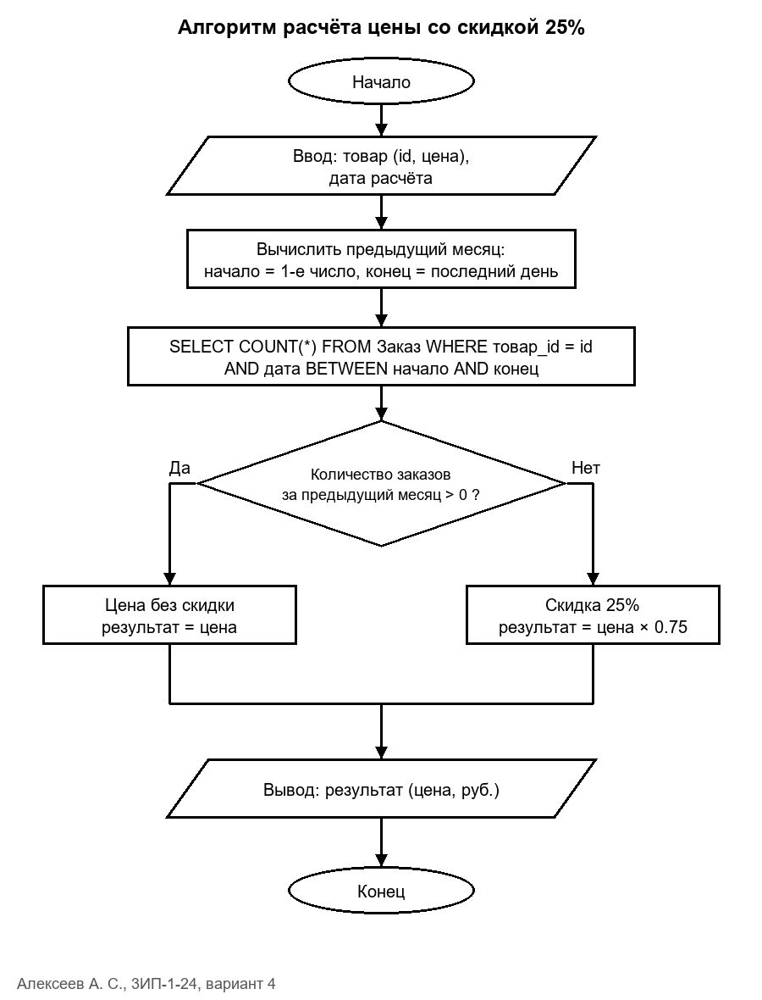 Алгоритм расчёта цены со скидкой 25%
Начало
Ввод: товар (id, цена),
дата расчёта
Вычислить предыдущий месяц:
начало = 1-е число, конец = последний день
SELECT COUNT(*) FROM Заказ WHERE товар_id = id
AND дата BETWEEN начало AND конец
Количество заказов
за предыдущий месяц > 0 ?
Да
Нет
Цена без скидки
результат = цена
Скидка 25%
результат = цена × 0.75
Вывод: результат (цена, руб.)
Конец
Алексеев А. С., ЗИП-1-24, вариант 4